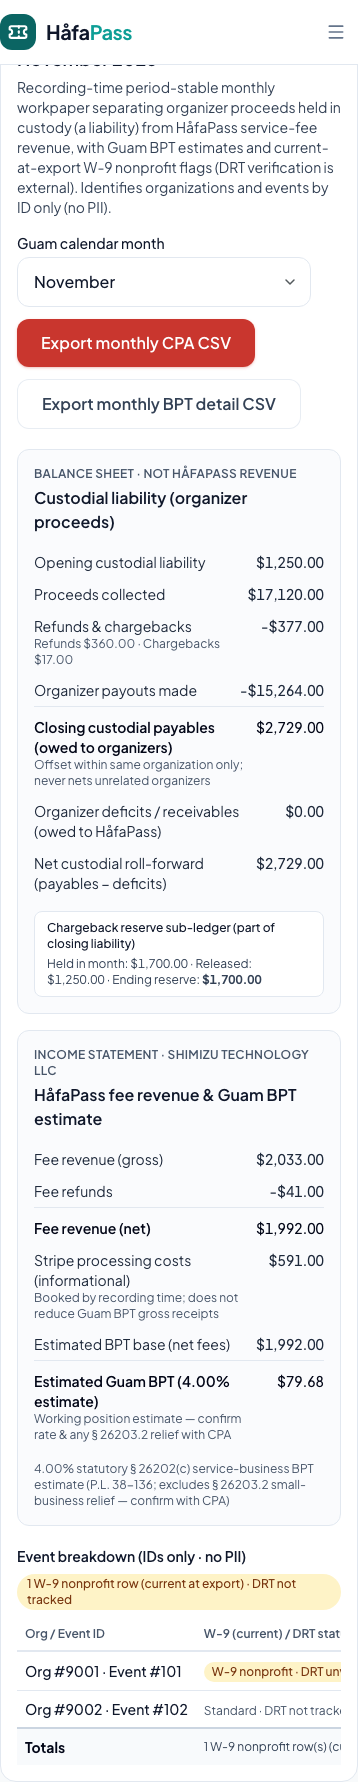 HåfaPass
Recording-time period-stable monthly
workpaper separating organizer proceeds held in
custody (a liability) from HåfaPass service-fee
revenue, with Guam BPT estimates and current-
at-export W-9 nonprofit flags (DRT verification is
external). Identifies organizations and events by
ID only (no PII).
Guam calendar month
November
Export monthly CPA CSV
Export monthly BPT detail CSV
BALANCE SHEET · NOT HÅFAPASS REVENUE
Custodial liability (organizer
proceeds)
Opening custodial liability $1,250.00
Proceeds collected $17,120.00
Refunds & chargebacks -$377.00
Refunds $360.00 · Chargebacks
$17.00
Organizer payouts made -$15,264.00
Closing custodial payables $2,729.00
(owed to organizers)
Offset within same organization only;
never nets unrelated organizers
Organizer deficits / receivables $0.00
(owed to HåfaPass)
Net custodial roll-forward $2,729.00
(payables − deficits)
Chargeback reserve sub-ledger (part of
closing liability)
Held in month: $1,700.00 · Released:
$1,250.00 · Ending reserve: $1,700.00
INCOME STATEMENT · SHIMIZU TECHNOLOGY
LLC
HåfaPass fee revenue & Guam BPT
estimate
Fee revenue (gross) $2,033.00
Fee refunds -$41.00
Fee revenue (net) $1,992.00
Stripe processing costs $591.00
(informational)
Booked by recording time; does not
reduce Guam BPT gross receipts
Estimated BPT base (net fees) $1,992.00
Estimated Guam BPT (4.00% $79.68
estimate)
Working position estimate — confirm
rate & any § 26203.2 relief with CPA
4.00% statutory § 26202(c) service-business BPT
estimate (P.L. 38-136; excludes § 26203.2 small-
business relief — confirm with CPA)
Event breakdown (IDs only · no PII)
1 W-9 nonprofit row (current at export) · DRT not
tracked
Org / Event ID W-9 (current) / DRT
Org #9001 · Event #101 W-9 nonprofit · DRT
Org #9002 · Event #102 Standard · DRT not
Totals 1 W-9 nonprofit row(s)